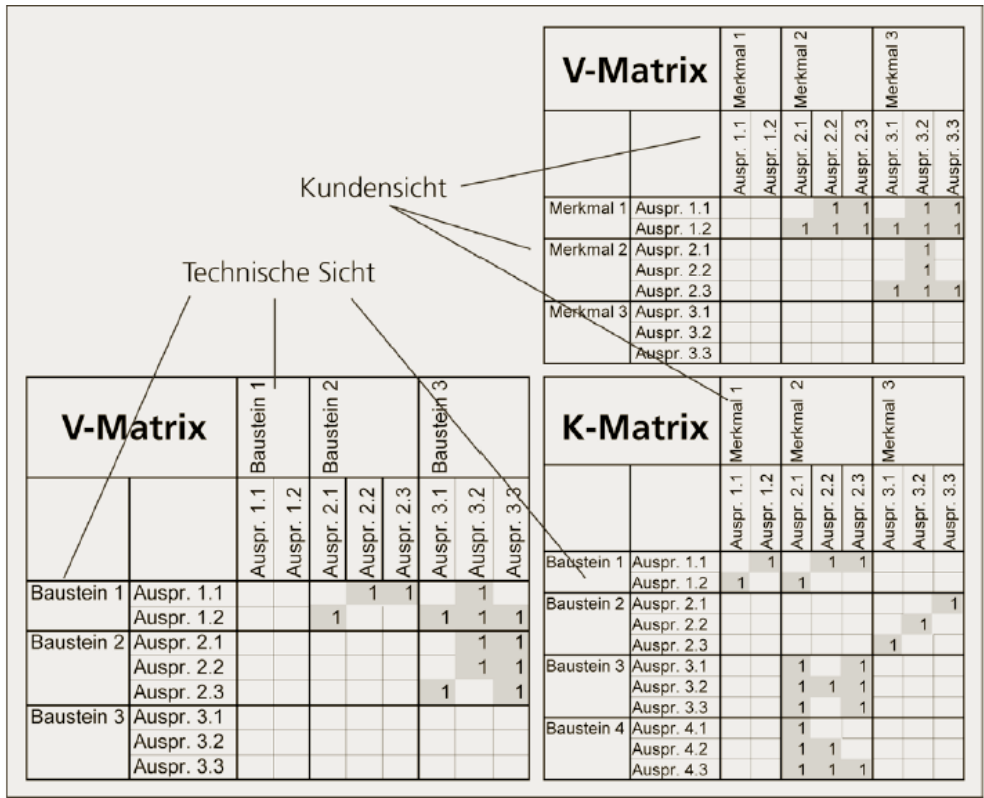 V-Matrix
Merkmal 1
Merkmal 2
Merkmal 3
Auspr. 1.1
Auspr. 1.2
Auspr. 2.1
Auspr. 2.2
Auspr. 2.3
Auspr. 3.1
Auspr. 3.2
Auspr. 3.3
Merkmal 1 Auspr. 1.1 1 1 1 1
Auspr. 1.2 1 1 1 1 1 1
Merkmal 2 Auspr. 2.1 1
Auspr. 2.2 1
Auspr. 2.3 1 1 1
Merkmal 3 Auspr. 3.1
Auspr. 3.2
Auspr. 3.3
Kundensicht
Technische Sicht
V-Matrix
Baustein 1
Baustein 2
Baustein 3
Auspr. 1.1
Auspr. 1.2
Auspr. 2.1
Auspr. 2.2
Auspr. 2.3
Auspr. 3.1
Auspr. 3.2
Auspr. 3.3
Baustein 1 Auspr. 1.1 1 1 1
Auspr. 1.2 1 1 1 1
Baustein 2 Auspr. 2.1 1 1
Auspr. 2.2 1 1
Auspr. 2.3 1 1
Baustein 3 Auspr. 3.1
Auspr. 3.2
Auspr. 3.3
K-Matrix
Merkmal 1
Merkmal 2
Merkmal 3
Auspr. 1.1
Auspr. 1.2
Auspr. 2.1
Auspr. 2.2
Auspr. 2.3
Auspr. 3.1
Auspr. 3.2
Auspr. 3.3
Baustein 1 Auspr. 1.1 1 1 1
Auspr. 1.2 1 1
Baustein 2 Auspr. 2.1 1
Auspr. 2.2 1
Auspr. 2.3 1
Baustein 3 Auspr. 3.1 1 1
Auspr. 3.2 1 1 1
Auspr. 3.3 1 1
Baustein 4 Auspr. 4.1 1
Auspr. 4.2 1 1
Auspr. 4.3 1 1 1